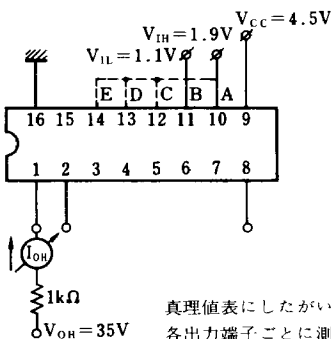 V_CC = 4.5V
V_IH = 1.9V
V_IL = 1.1V
E D C B A
16 15 14 13 12 11 10 9
1 2 3 4 5 6 7 8
I_OH
1kΩ
V_OH = 35V
真理値表にしたがい
各出力端子ごとに測